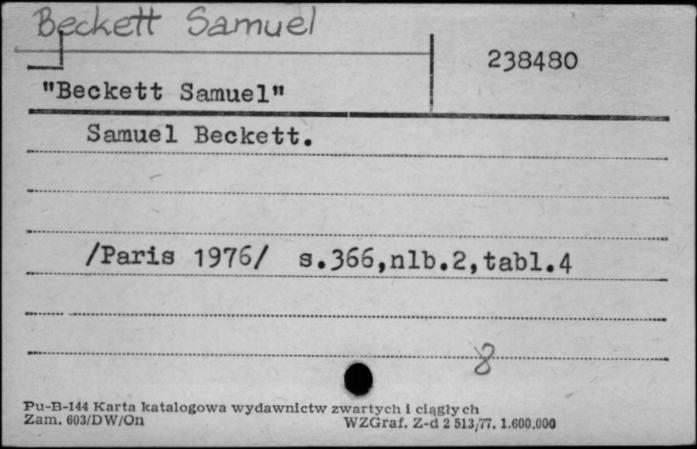 Beckett Samuel
238480
"Beckett Samuel"
Samuel Beckett.
/Paris 1976/ s.366,nlb.2,tabl.4
8
Pu-B-144 Karta katalogowa wydawnictw zwartych i ciągłych
Zam. 603/DW/On WZGraf. Z-d 2 513/77. 1.600.000